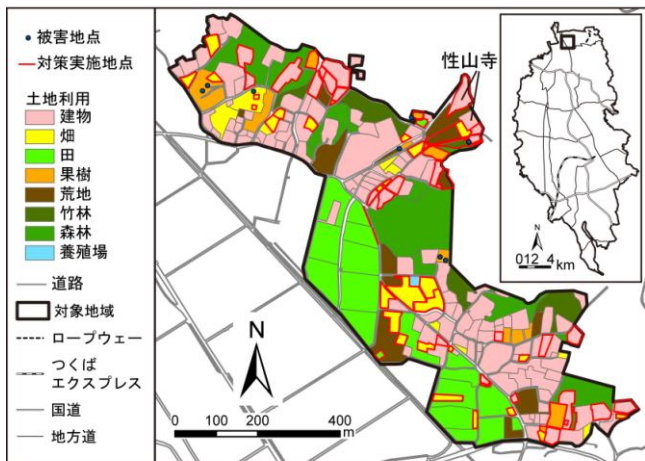 被害地点
対策実施地点
土地利用
建物
畑
田
果樹
荒地
竹林
森林
養殖場
道路
対象地域
ロープウェー
つくば
エクスプレス
国道
地方道
性山寺
N
0 100 200 400
m
N
012 4 km